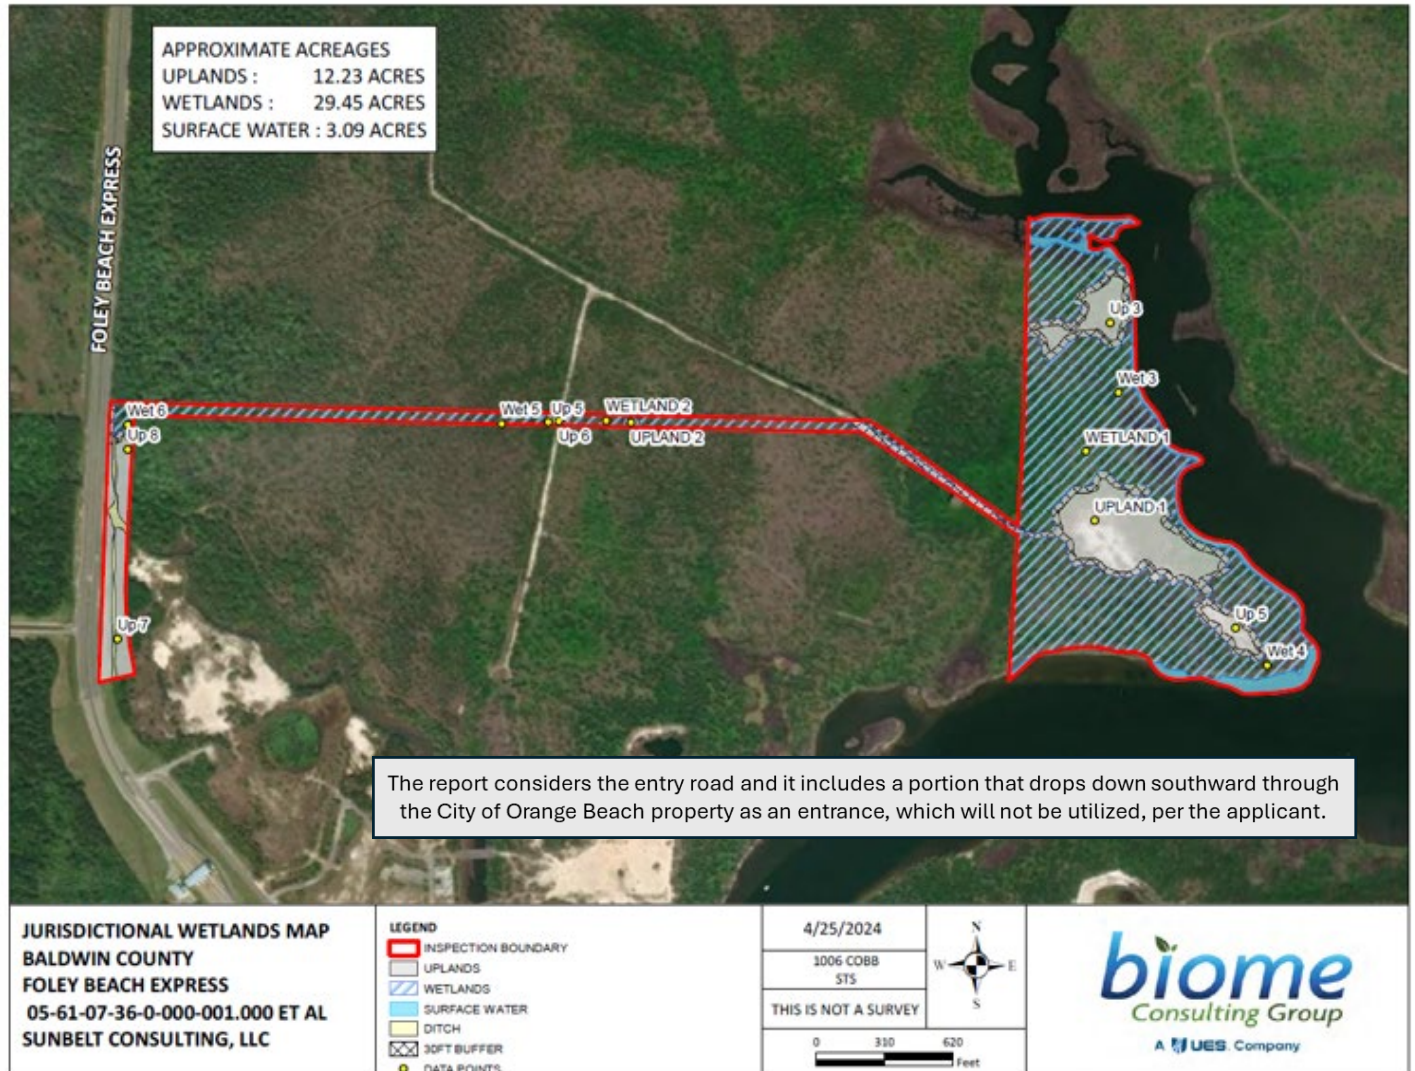 APPROXIMATE ACREAGES
UPLANDS : 12.23 ACRES
WETLANDS : 29.45 ACRES
SURFACE WATER : 3.09 ACRES
FOLEY BEACH EXPRESS
Up 3
Wet 3
Wet 6
Wet 5
Up 5
WETLAND 2
Up 8
Up 6
UPLAND 2
WETLAND 1
UPLAND 1
Up 5
Up 7
Wet 4
The report considers the entry road and it includes a portion that drops down southward through
the City of Orange Beach property as an entrance, which will not be utilized, per the applicant.
JURISDICTIONAL WETLANDS MAP
BALDWIN COUNTY
FOLEY BEACH EXPRESS
05-61-07-36-0-000-001.000 ET AL
SUNBELT CONSULTING, LLC
LEGEND
INSPECTION BOUNDARY
UPLANDS
WETLANDS
SURFACE WATER
DITCH
30FT BUFFER
DATA POINTS
4/25/2024
1006 COBB
STS
THIS IS NOT A SURVEY
0 310 620
Feet
N
W E
S
biome
Consulting Group
A UES. Company